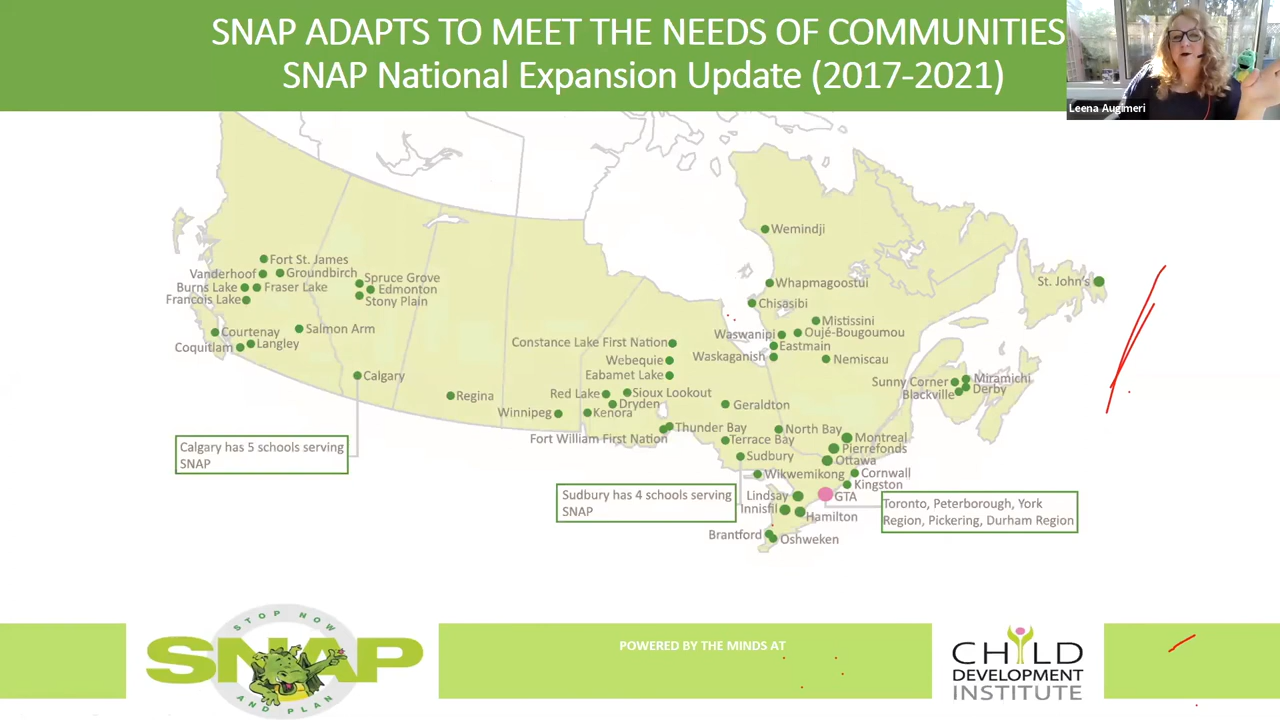 SNAP ADAPTS TO MEET THE NEEDS OF COMMUNITIES
SNAP National Expansion Update (2017-2021)
Leena Augimeri
Wemindji
Fort St. James
Vanderhoof
Groundbirch
Spruce Grove
Burns Lake
Fraser Lake
Edmonton
Francois Lake
Stony Plain
Whapmagoostui
St. John's
Chisasibi
Courtenay
Salmon Arm
Mistissini
Waswanipi
Oujé-Bougoumou
Coquitlam
Langley
Constance Lake First Nation
Eastmain
Webequie
Waskaganish
Nemiscau
Calgary
Eabamet Lake
Sunny Corner
Miramichi
Derby
Blackville
Regina
Red Lake
Sioux Lookout
Dryden
Geraldton
Winnipeg
Kenora
Thunder Bay
North Bay
Fort William First Nation
Terrace Bay
Montreal
Pierrefonds
Calgary has 5 schools serving
SNAP
Sudbury
Ottawa
Wikwemikong
Cornwall
Kingston
Sudbury has 4 schools serving
SNAP
Lindsay
GTA
Innisfil
Hamilton
Toronto, Peterborough, York
Region, Pickering, Durham Region
Brantford
Oshweken
STOP NOW
SNAP
AND PLAN
POWERED BY THE MINDS AT
CHILD
DEVELOPMENT
INSTITUTE